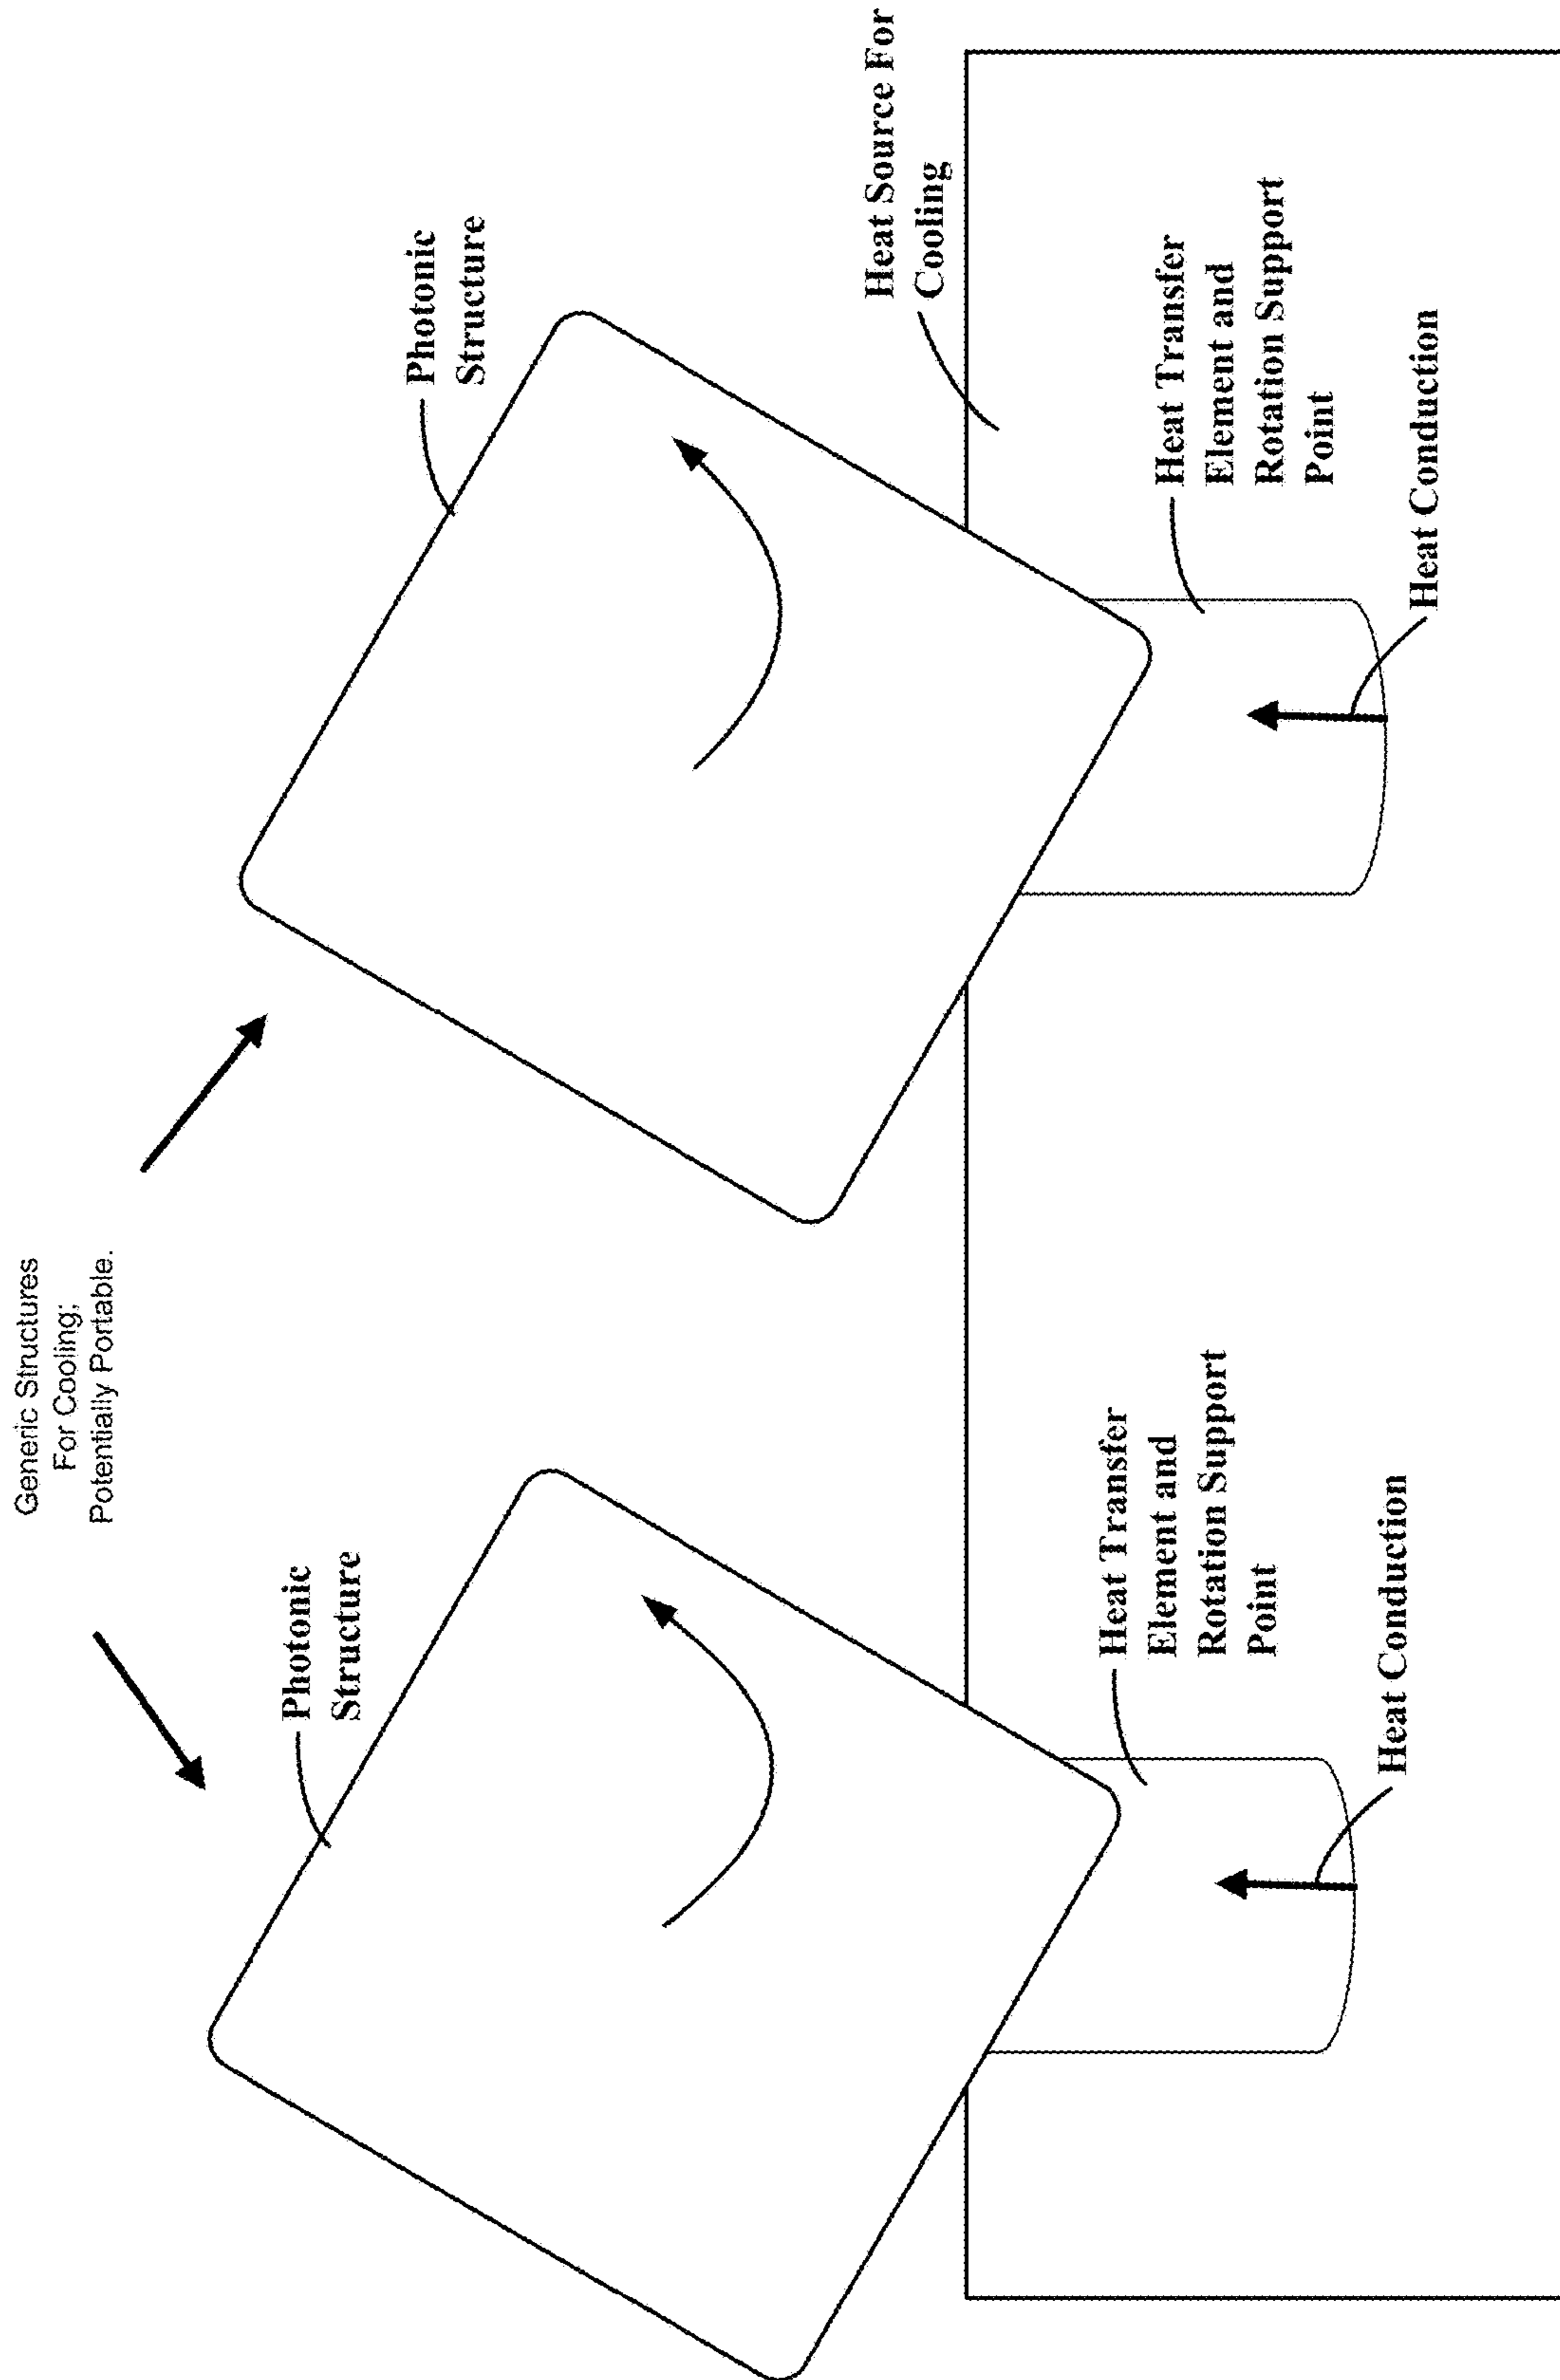 Generic Structures
For Cooling;
Potentially Portable.
Photonic
Structure
Photonic
Structure
Heat Source For
Cooling
Heat Transfer
Element and
Rotation Support
Point
Heat Transfer
Element and
Rotation Support
Point
Heat Conduction
Heat Conduction